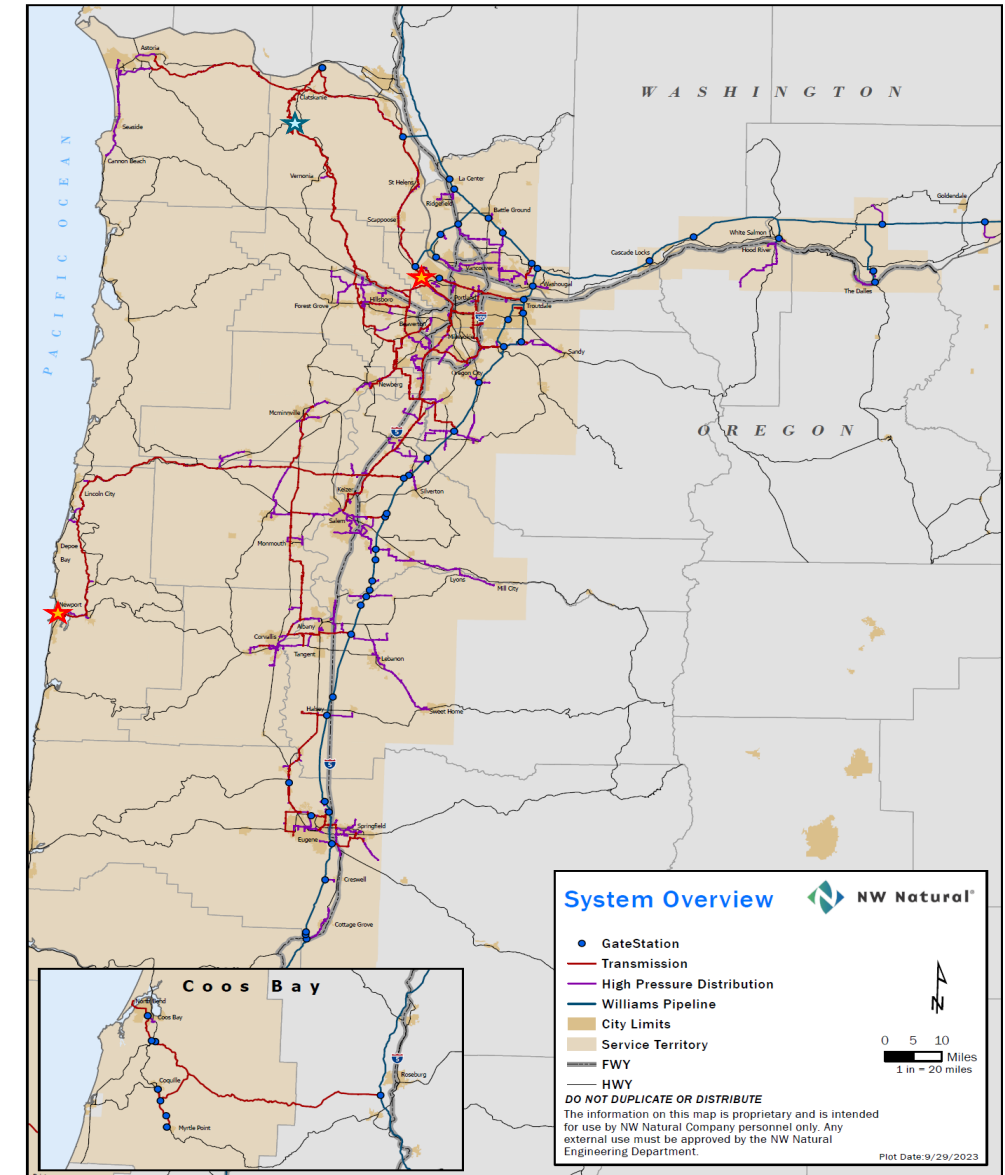 WASHINGTON
OREGON
PACIFIC OCEAN
Astoria
Clatskanie
Seaside
Cannon Beach
Vernonia
St Helens
Scappoose
La Center
Ridgefield
Battle Ground
Vancouver
Washougal
Cascade Locks
White Salmon
Hood River
Goldendale
The Dalles
Hillsboro
Forest Grove
Portland
Troutdale
Beaverton
Milwaukie
Oregon City
Sandy
Newberg
Mcminnville
5
Lincoln City
Keizer
Silverton
Salem
Depoe
Bay
Monmouth
Lyons
Mill City
Newport
Albany
Corvallis
Tangent
Lebanon
Halsey
Sweet Home
5
Springfield
Eugene
Creswell
Cottage Grove
Coos Bay
North Bend
Coos Bay
Coquille
Myrtle Point
5
Roseburg
System Overview
NW Natural®
GateStation
Transmission
High Pressure Distribution
Williams Pipeline
City Limits
Service Territory
FWY
HWY
N
0 5 10
Miles
1 in = 20 miles
DO NOT DUPLICATE OR DISTRIBUTE
The information on this map is proprietary and is intended
for use by NW Natural Company personnel only. Any
external use must be approved by the NW Natural
Engineering Department.
Plot Date:9/29/2023